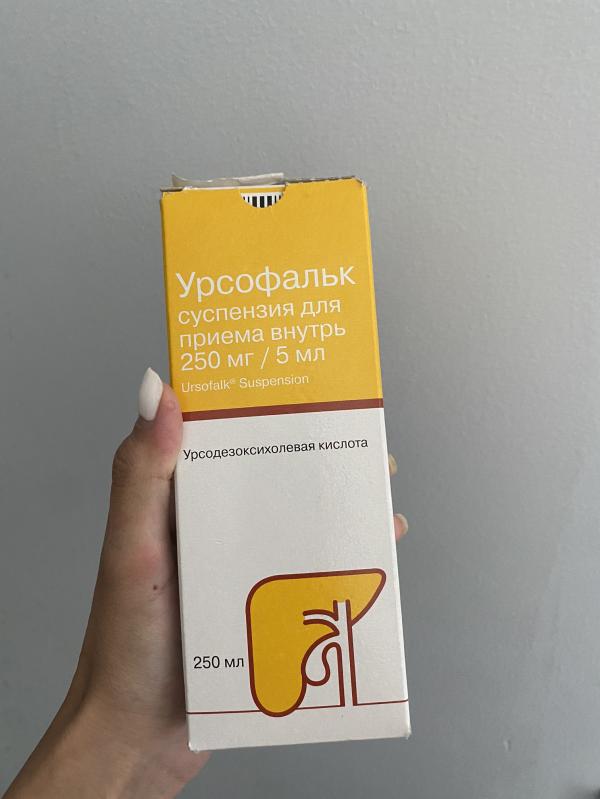 Урсофальк
суспензия для
приема внутрь
250 мг / 5 мл
Ursofalk® Suspension
Урсодезоксихолевая кислота
250 мл